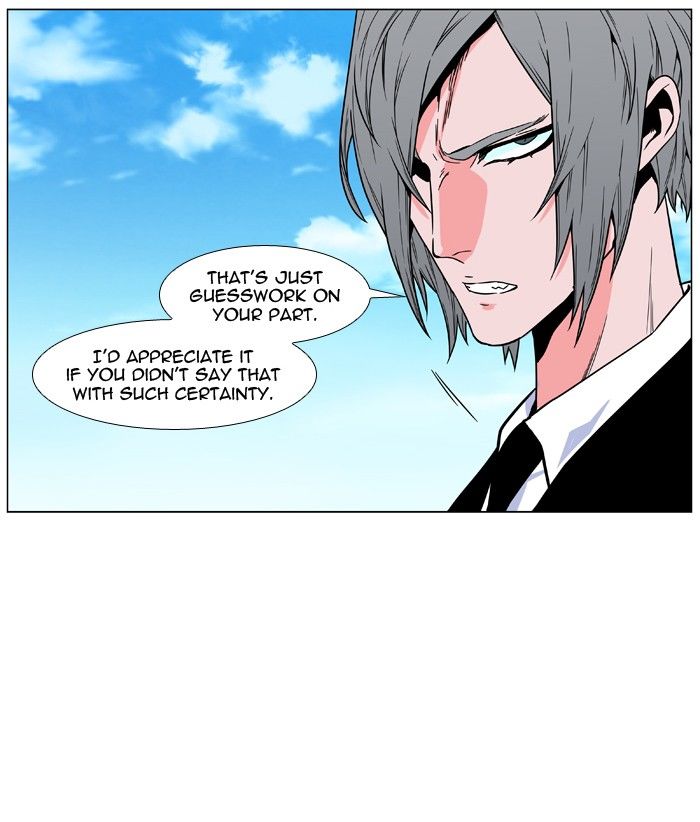 THAT'S JUST
GUESSWORK ON
YOUR PART.
I'D APPRECIATE IT
IF YOU DIDN'T SAY THAT
WITH SUCH CERTAINTY.